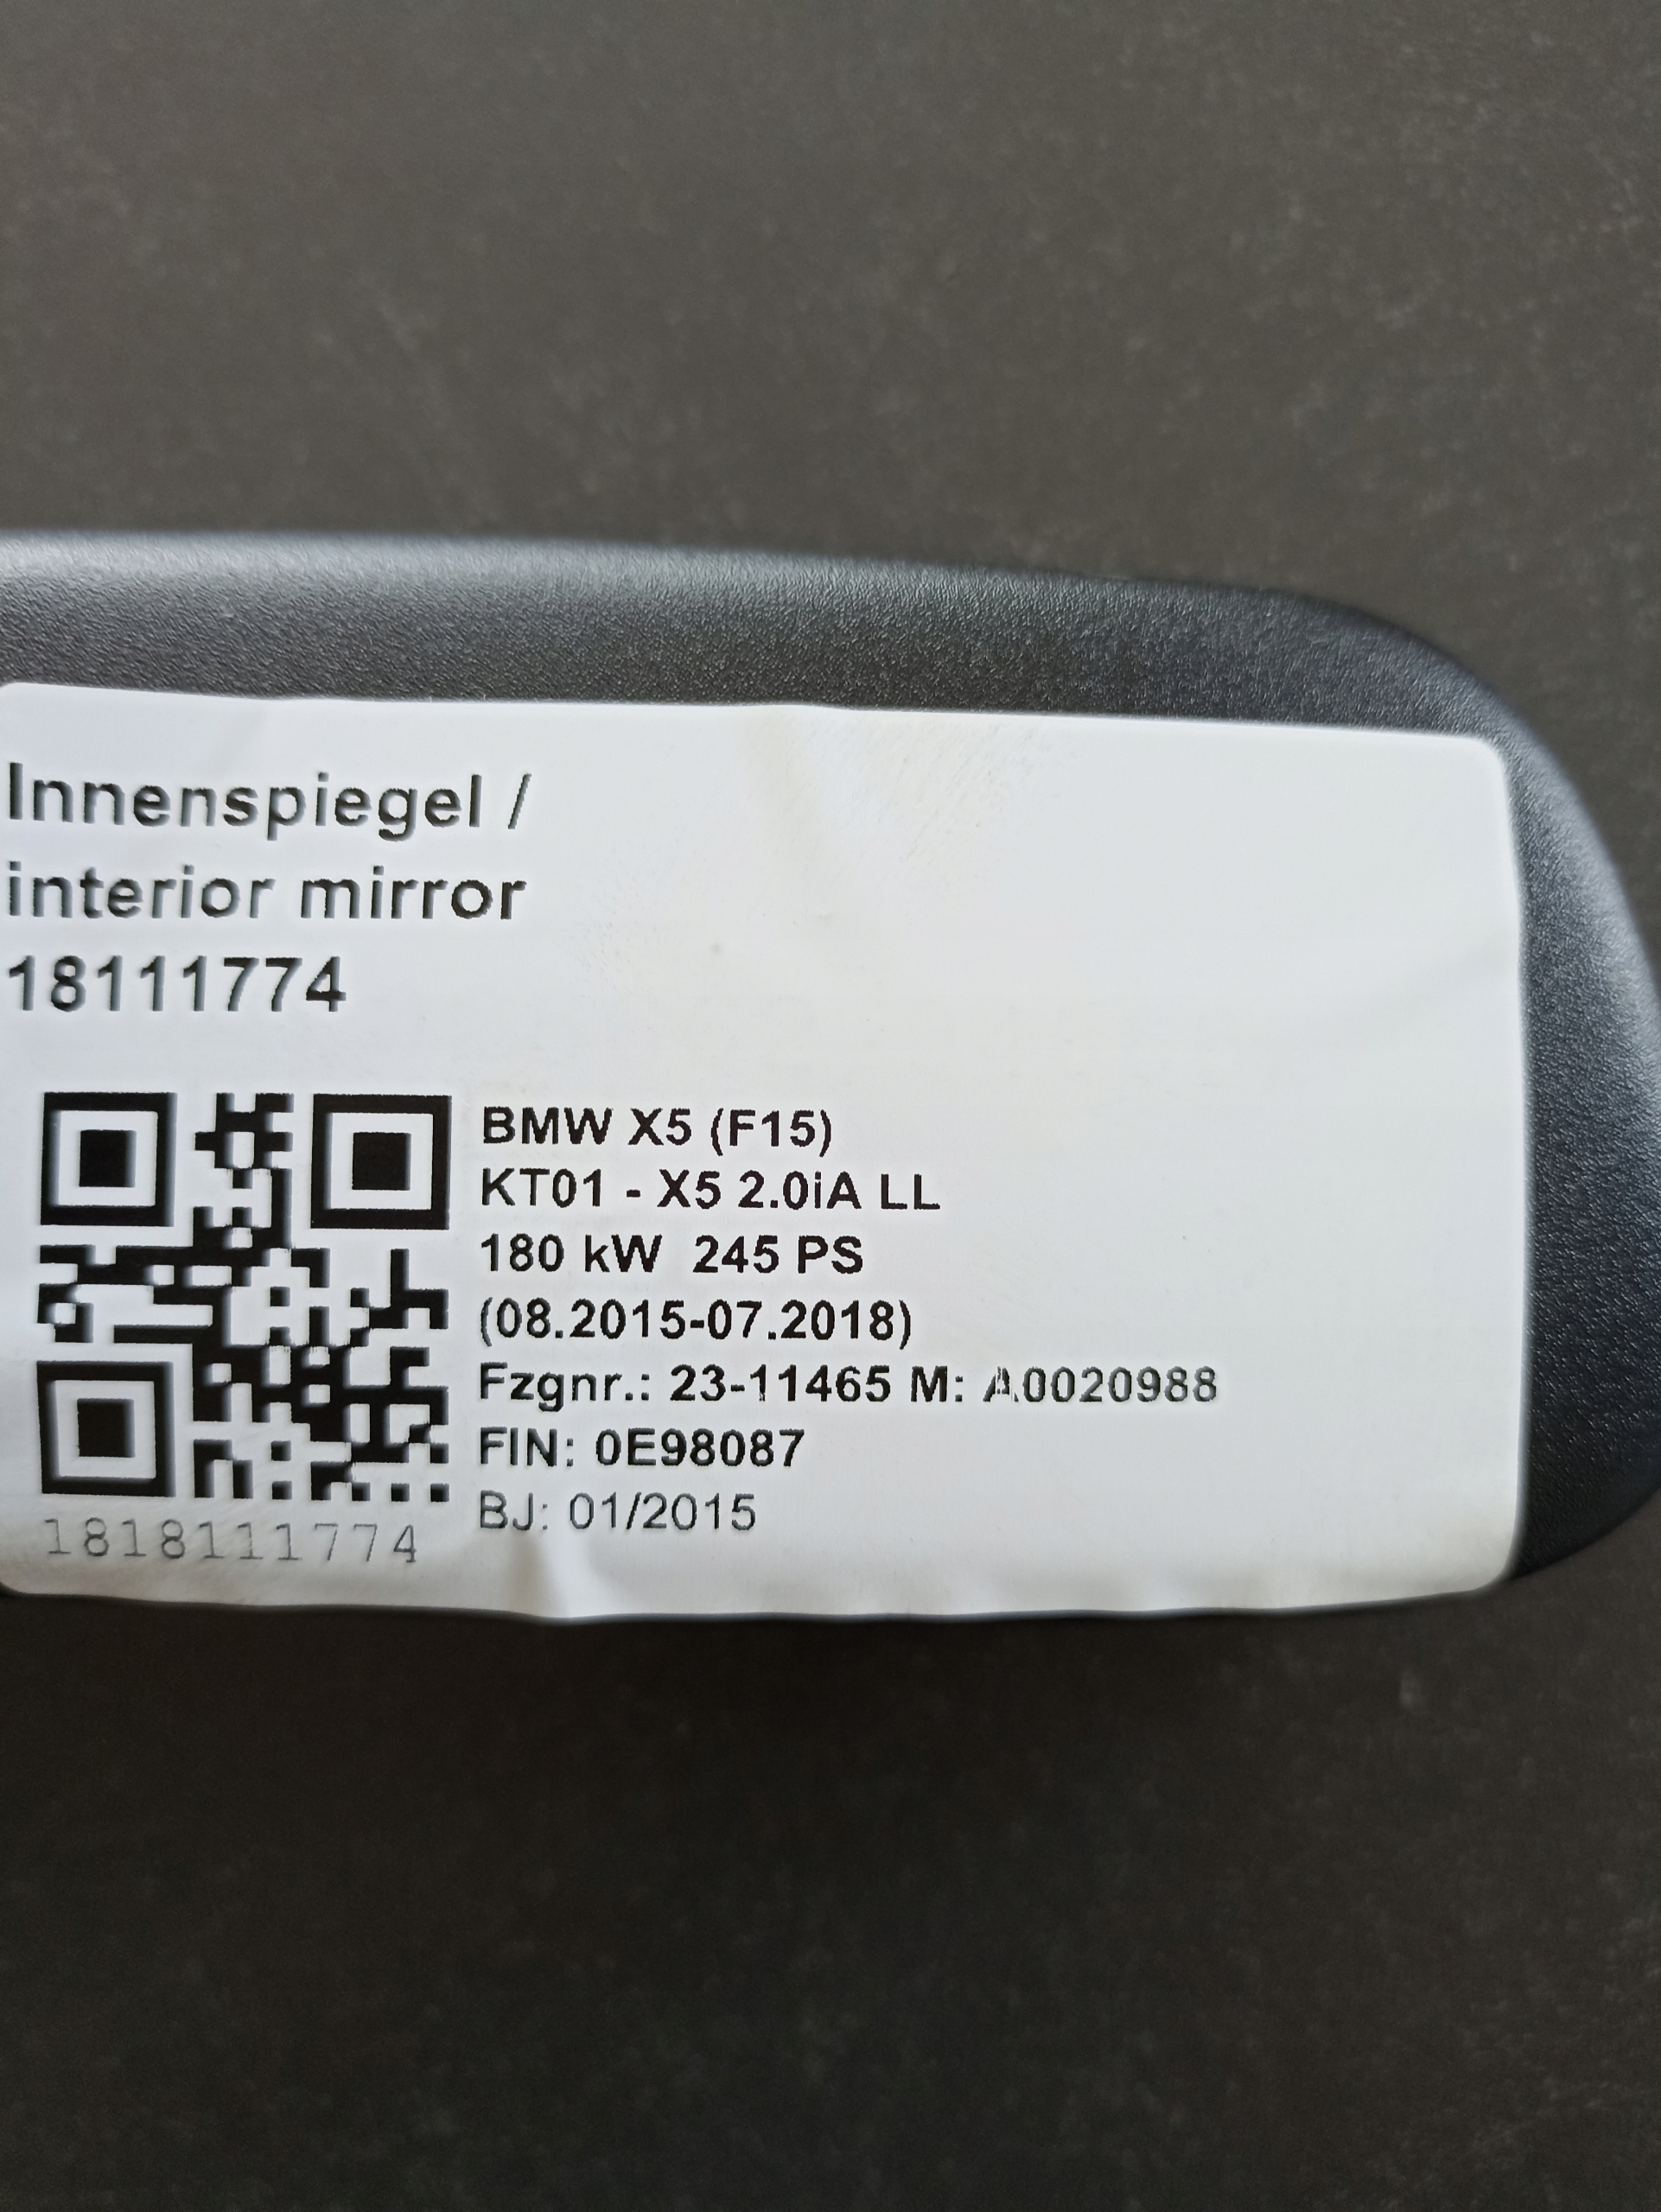 Innenspiegel /
interior mirror
18111774
BMW X5 (F15)
KT01 - X5 2.0iA LL
180 kW 245 PS
(08.2015-07.2018)
Fzgnr.: 23-11465 M: A0020988
FIN: 0E98087
BJ: 01/2015
1818111774